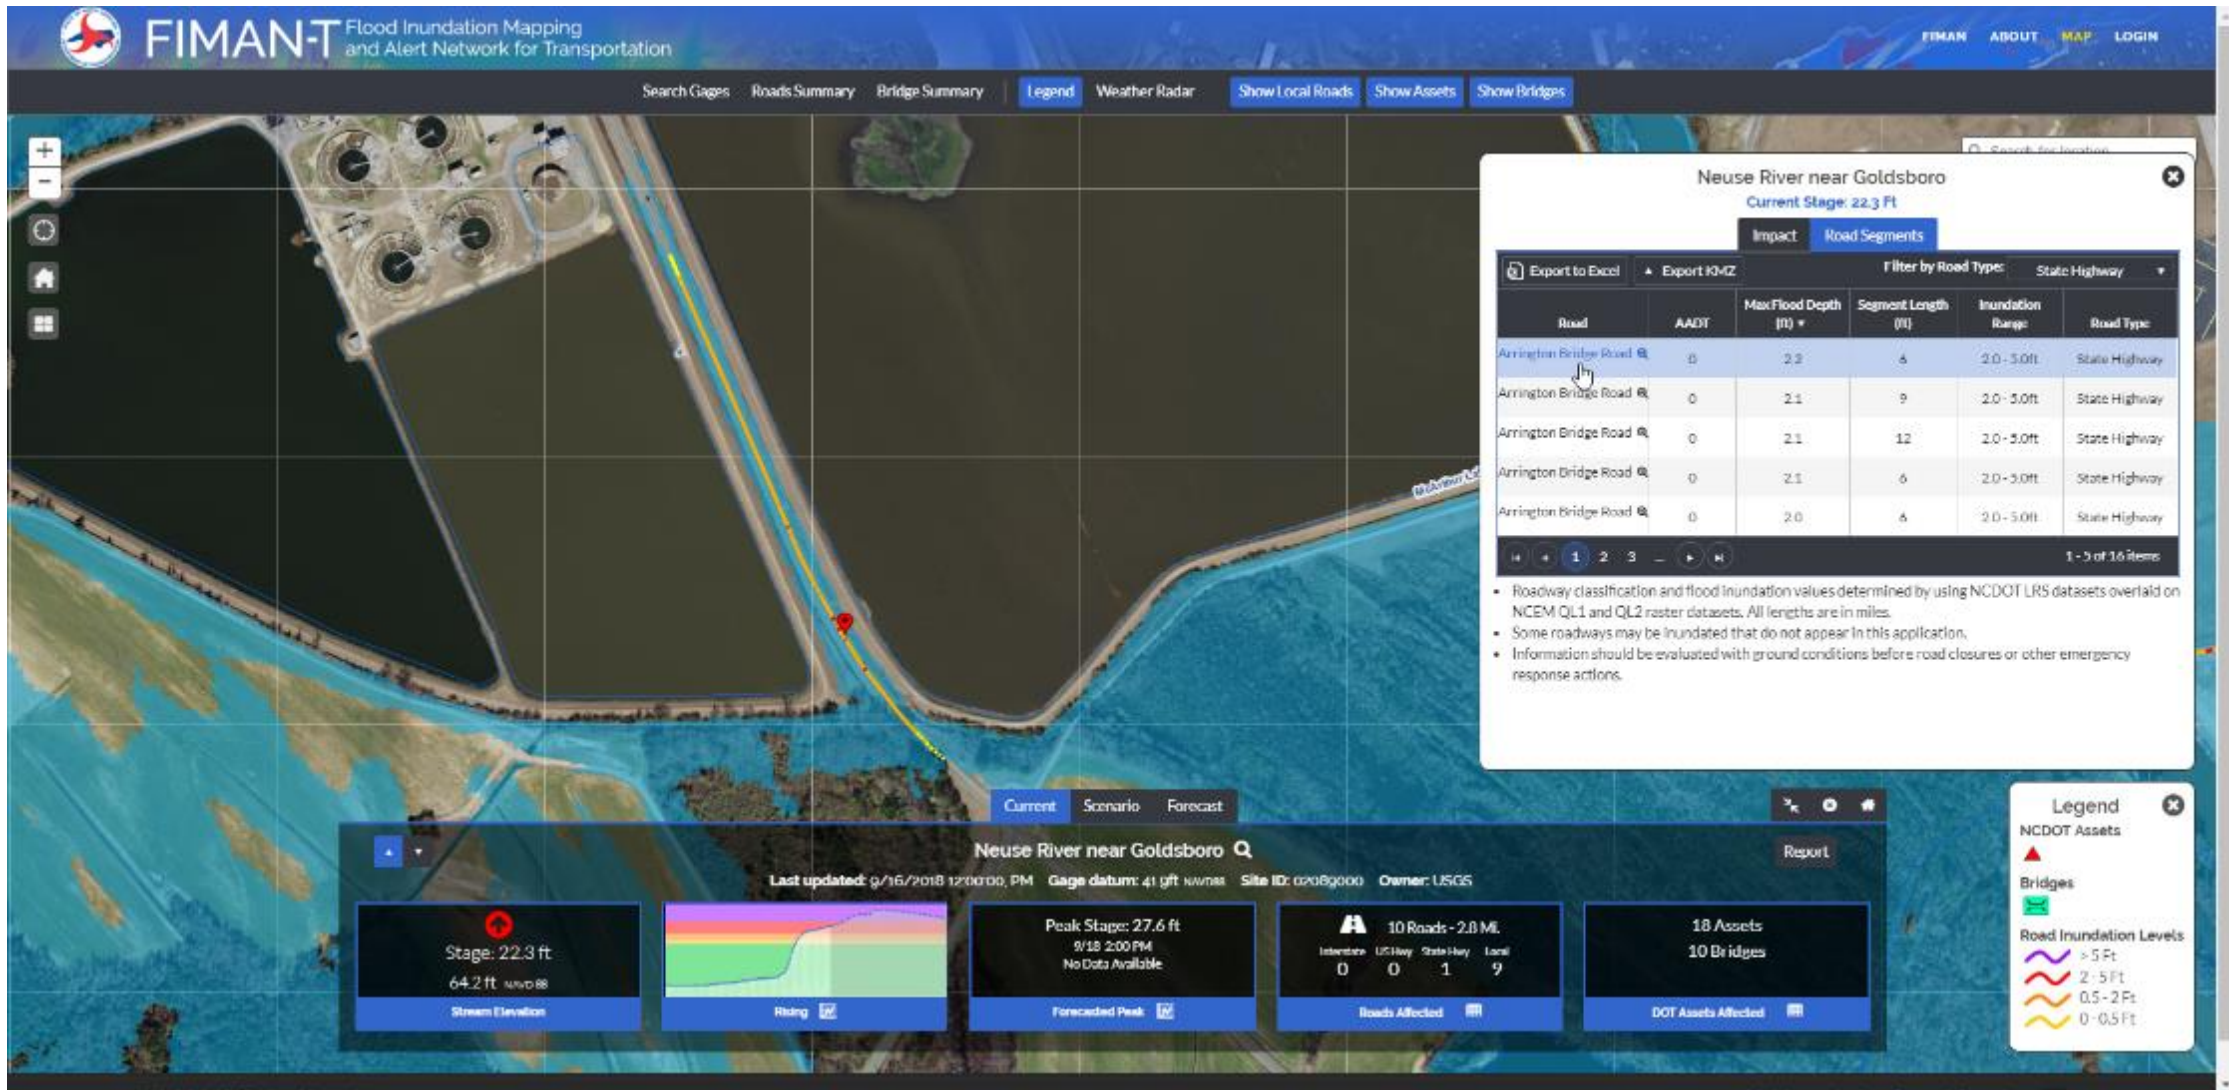 FIMAN-T Flood Inundation Mapping
and Alert Network for Transportation
FIMAN ABOUT MAP LOGIN
Search Gages Roads Summary Bridge Summary Legend Weather Radar Show Local Roads Show Assets Show Bridges
Search for location
Neuse River near Goldsboro
Current Stage: 22.3 Ft
Impact Road Segments
Export to Excel Export KMZ Filter by Road Type: State Highway
Road AADT Max Flood Depth (ft) Segment Length (ft) Inundation Range Road Type
Arrington Bridge Road 0 2.2 6 2.0 - 5.0ft State Highway
Arrington Bridge Road 0 2.1 9 2.0 - 5.0ft State Highway
Arrington Bridge Road 0 2.1 12 2.0 - 5.0ft State Highway
Arrington Bridge Road 0 2.1 6 2.0 - 5.0ft State Highway
Arrington Bridge Road 0 2.0 6 2.0 - 5.0ft State Highway
1 2 3 ... 1 - 5 of 16 items
• Roadway classification and flood inundation values determined by using NCDOT LRS datasets overlaid on
NCEM QL1 and QL2 raster datasets. All lengths are in miles.
• Some roadways may be inundated that do not appear in this application.
• Information should be evaluated with ground conditions before road closures or other emergency
response actions.
Current Scenario Forecast
Neuse River near Goldsboro
Report
Last updated: 9/16/2018 12:00:00, PM Gage datum: 41.9ft NAVD88 Site ID: 02089000 Owner: USGS
Stage: 22.3 ft
64.2 ft NAVD 88
Stream Elevation
Rising
Peak Stage: 27.6 ft
9/18 2:00 PM
No Data Available
Forecasted Peak
10 Roads - 2.8 Mi.
Interstate US Hwy State Hwy Local
0 0 1 9
Roads Affected
18 Assets
10 Bridges
DOT Assets Affected
Legend
NCDOT Assets
Bridges
Road Inundation Levels
> 5 Ft
2 - 5 Ft
0.5 - 2 Ft
0 - 0.5 Ft